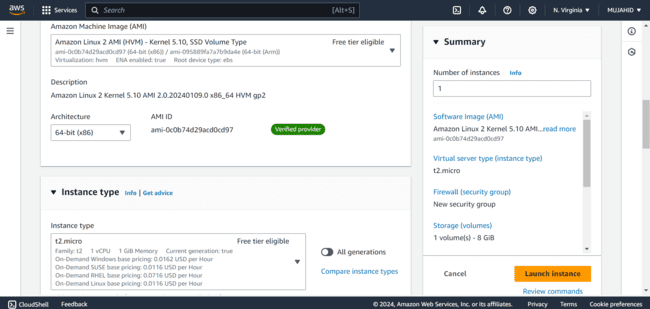 aws
Services
Search
[Alt+S]
N. Virginia
MUJAHID
Amazon Machine Image (AMI)
Amazon Linux 2 AMI (HVM) - Kernel 5.10, SSD Volume Type
Free tier eligible
ami-0c0b74d29acd0cd97 (64-bit (x86)) / ami-095889fa7a7b9da4e (64-bit (Arm))
Virtualization: hvm ENA enabled: true Root device type: ebs
Description
Amazon Linux 2 Kernel 5.10 AMI 2.0.20240109.0 x86_64 HVM gp2
Architecture
AMI ID
64-bit (x86)
ami-0c0b74d29acd0cd97
Verified provider
Instance type
Info
Get advice
Instance type
t2.micro
Free tier eligible
Family: t2 1 vCPU 1 GiB Memory Current generation: true
On-Demand Windows base pricing: 0.0162 USD per Hour
On-Demand SUSE base pricing: 0.0116 USD per Hour
On-Demand RHEL base pricing: 0.0716 USD per Hour
On-Demand Linux base pricing: 0.0116 USD per Hour
All generations
Compare instance types
Summary
Number of instances
Info
1
Software Image (AMI)
Amazon Linux 2 Kernel 5.10 AMI...read more
ami-0c0b74d29acd0cd97
Virtual server type (instance type)
t2.micro
Firewall (security group)
New security group
Storage (volumes)
1 volume(s) - 8 GiB
Cancel
Launch instance
Review commands
CloudShell
Feedback
© 2024, Amazon Web Services, Inc. or its affiliates.
Privacy
Terms
Cookie preferences